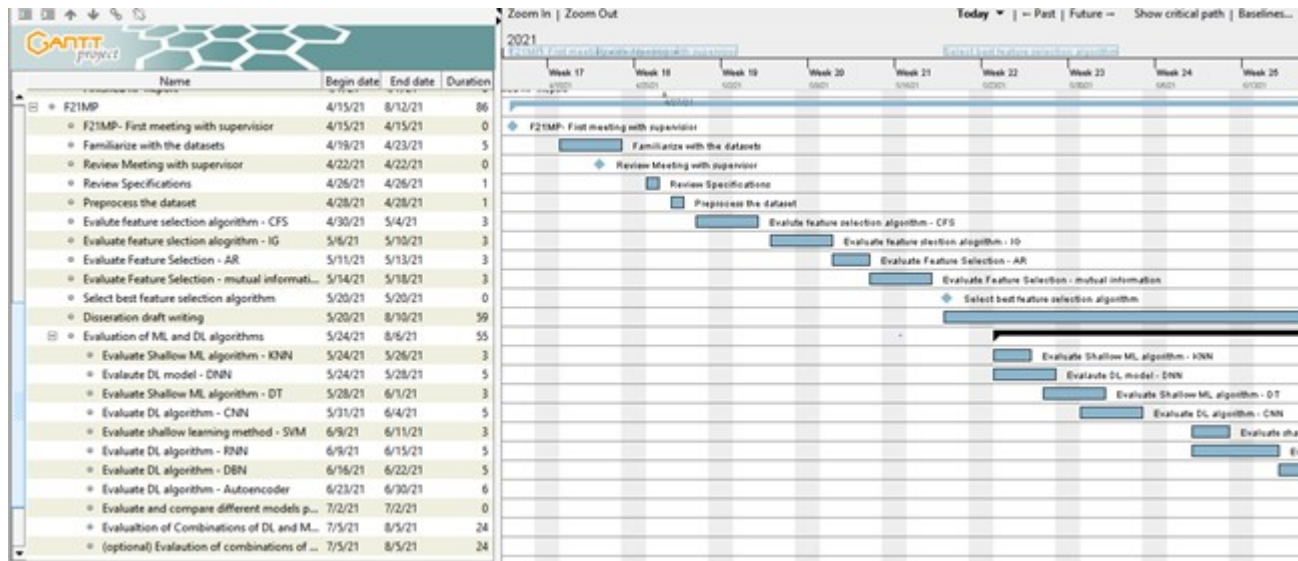 Zoom In | Zoom Out
Today ▼ | ← Past | Future → Show critical path | Baselines...
GANTT
project
2021
Select best feature selection algorithm
Name Begin date End date Duration
Week 17 Week 18 Week 19 Week 20 Week 21 Week 22 Week 23 Week 24 Week 25
F21MP 4/15/21 8/12/21 86
F21MP- First meeting with supervisior 4/15/21 4/15/21 0 F21MP- First meeting with supervisior
Familiarize with the datasets 4/19/21 4/23/21 5 Familiarize with the datasets
Review Meeting with supervisor 4/22/21 4/22/21 0 Review Meeting with supervisor
Review Specifications 4/26/21 4/26/21 1 Review Specifications
Preprocess the dataset 4/28/21 4/28/21 1 Preprocess the dataset
Evalute feature selection algorithm - CFS 4/30/21 5/4/21 3 Evalute feature selection algorithm - CFS
Evaluate feature slection alogrithm - IG 5/6/21 5/10/21 3 Evaluate feature slection alogrithm - IG
Evaluate Feature Selection - AR 5/11/21 5/13/21 3 Evaluate Feature Selection - AR
Evaluate Feature Selection - mutual informati... 5/14/21 5/18/21 3 Evaluate Feature Selection - mutual information
Select best feature selection algorithm 5/20/21 5/20/21 0 Select best feature selection algorithm
Disseration draft writing 5/20/21 8/10/21 59
Evaluation of ML and DL algorithms 5/24/21 8/6/21 55
Evaluate Shallow ML algorithm - KNN 5/24/21 5/26/21 3 Evaluate Shallow ML algorithm - KNN
Evalaute DL model - DNN 5/24/21 5/28/21 5 Evalaute DL model - DNN
Evaluate Shallow ML algorithm - DT 5/28/21 6/1/21 3 Evaluate Shallow ML algorithm - DT
Evaluate DL algorithm - CNN 5/31/21 6/4/21 5 Evaluate DL algorithm - CNN
Evaluate shallow learning method - SVM 6/9/21 6/11/21 3 Evaluate sha
Evaluate DL algorithm - RNN 6/9/21 6/15/21 5 E
Evaluate DL algorithm - DBN 6/16/21 6/22/21 5
Evaluate DL algorithm - Autoencoder 6/23/21 6/30/21 6
Evaluate and compare different models p... 7/2/21 7/2/21 0
Evaualtion of Combinations of DL and M... 7/5/21 8/5/21 24
(optional) Evalaution of combinations of ... 7/5/21 8/5/21 24